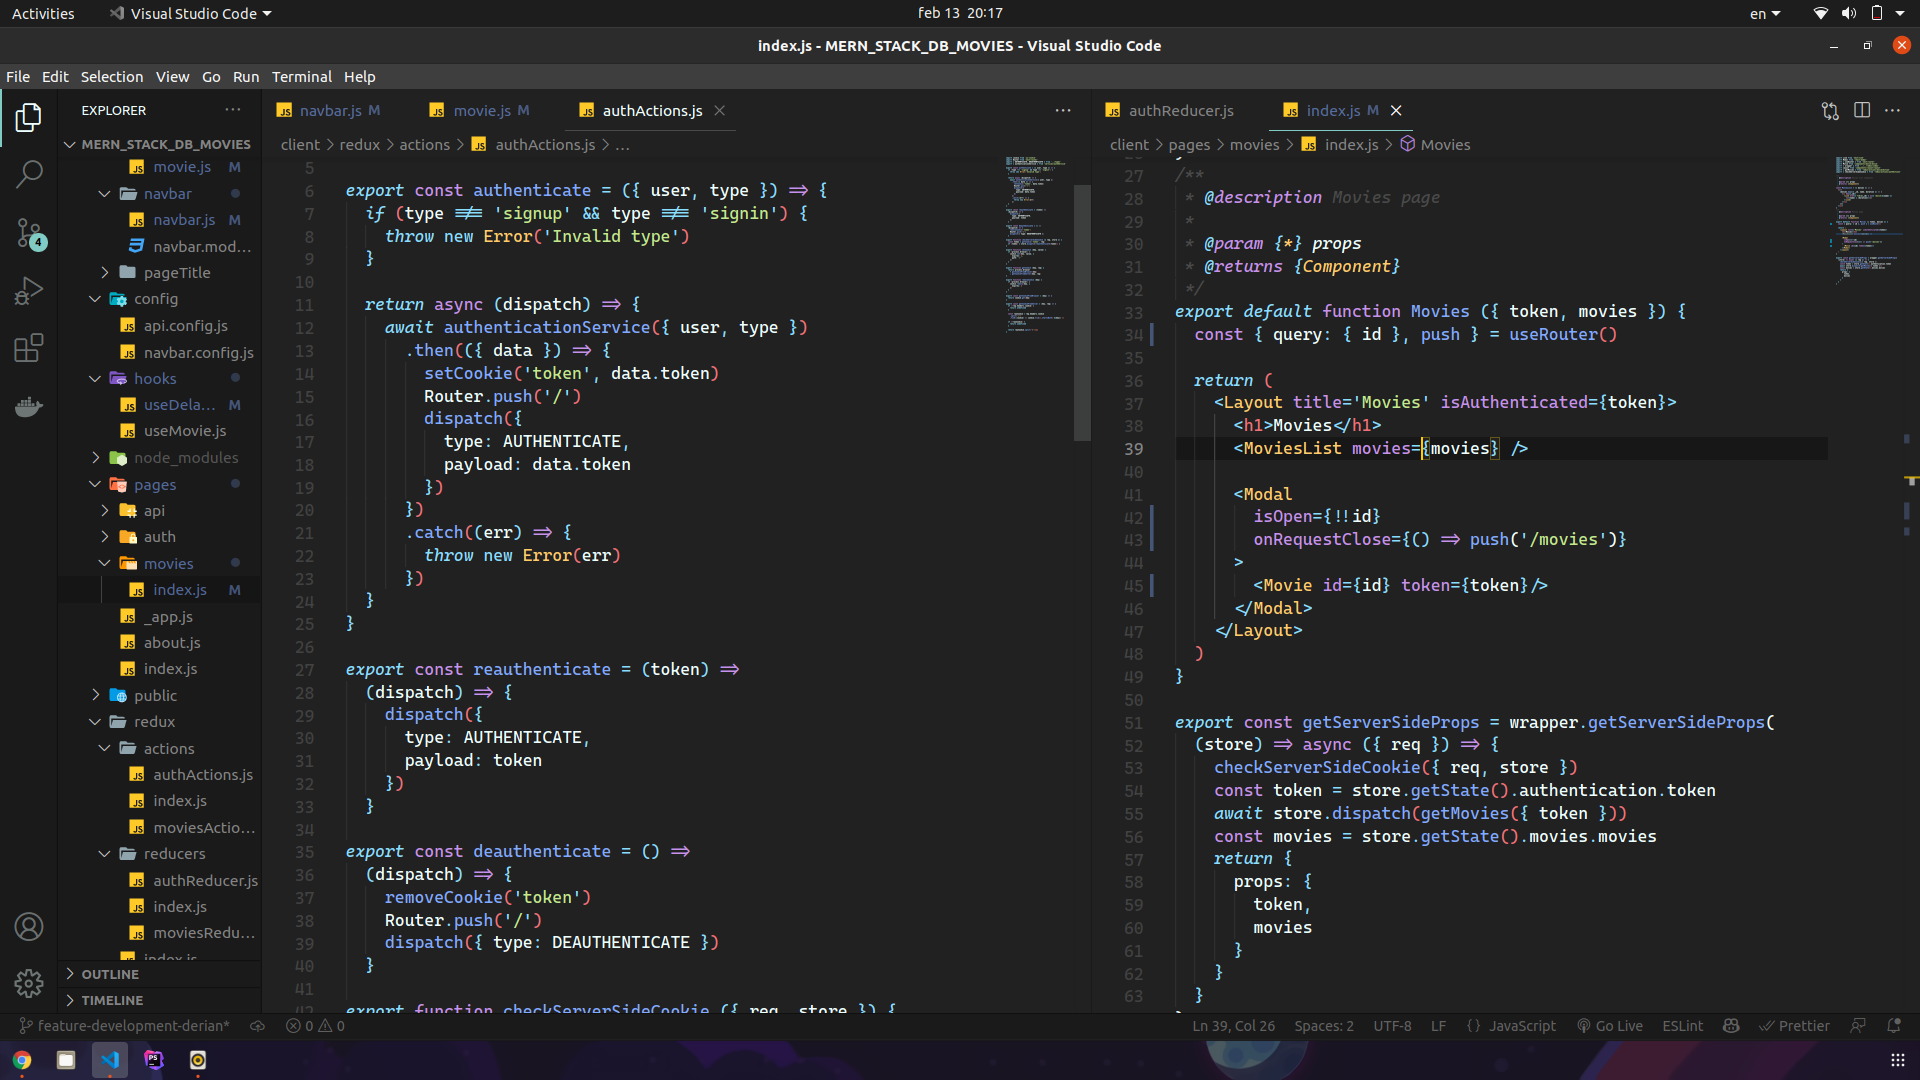 Activities
Visual Studio Code
feb 13 20:17
en
index.js - MERN_STACK_DB_MOVIES - Visual Studio Code
File Edit Selection View Go Run Terminal Help
EXPLORER
MERN_STACK_DB_MOVIES
movie.js M
navbar
navbar.js M
navbar.mod...
pageTitle
config
api.config.js
navbar.config.js
hooks
useDela... M
useMovie.js
node_modules
pages
api
auth
movies
index.js M
_app.js
about.js
index.js
public
redux
actions
authActions.js
index.js
moviesActio...
reducers
authReducer.js
index.js
moviesRedu...
index.js
OUTLINE
TIMELINE
4
navbar.js M
movie.js M
authActions.js
client > redux > actions > authActions.js > ...
5
6 export const authenticate = ({ user, type }) => {
7 if (type !== 'signup' && type !== 'signin') {
8 throw new Error('Invalid type')
9 }
10
11 return async (dispatch) => {
12 await authenticationService({ user, type })
13 .then(({ data }) => {
14 setCookie('token', data.token)
15 Router.push('/')
16 dispatch({
17 type: AUTHENTICATE,
18 payload: data.token
19 })
20 })
21 .catch((err) => {
22 throw new Error(err)
23 })
24 }
25 }
26
27 export const reauthenticate = (token) =>
28 (dispatch) => {
29 dispatch({
30 type: AUTHENTICATE,
31 payload: token
32 })
33 }
34
35 export const deauthenticate = () =>
36 (dispatch) => {
37 removeCookie('token')
38 Router.push('/')
39 dispatch({ type: DEAUTHENTICATE })
40 }
41
42 export function checkServerSideCookie ({ req, store }) {
authReducer.js
index.js M
client > pages > movies > index.js > Movies
27 /**
28 * @description Movies page
29 *
30 * @param {*} props
31 * @returns {Component}
32 */
33 export default function Movies ({ token, movies }) {
34 const { query: { id }, push } = useRouter()
35
36 return (
37 <Layout title='Movies' isAuthenticated={token}>
38 <h1>Movies</h1>
39 <MoviesList movies={movies} />
40
41 <Modal
42 isOpen={!!id}
43 onRequestClose={() => push('/movies')}
44 >
45 <Movie id={id} token={token}/>
46 </Modal>
47 </Layout>
48 )
49 }
50
51 export const getServerSideProps = wrapper.getServerSideProps(
52 (store) => async ({ req }) => {
53 checkServerSideCookie({ req, store })
54 const token = store.getState().authentication.token
55 await store.dispatch(getMovies({ token }))
56 const movies = store.getState().movies.movies
57 return {
58 props: {
59 token,
60 movies
61 }
62 }
63 }
feature-development-derian*
0 0
Ln 39, Col 26
Spaces: 2
UTF-8
LF
{ } JavaScript
Go Live
ESLint
Prettier
PS